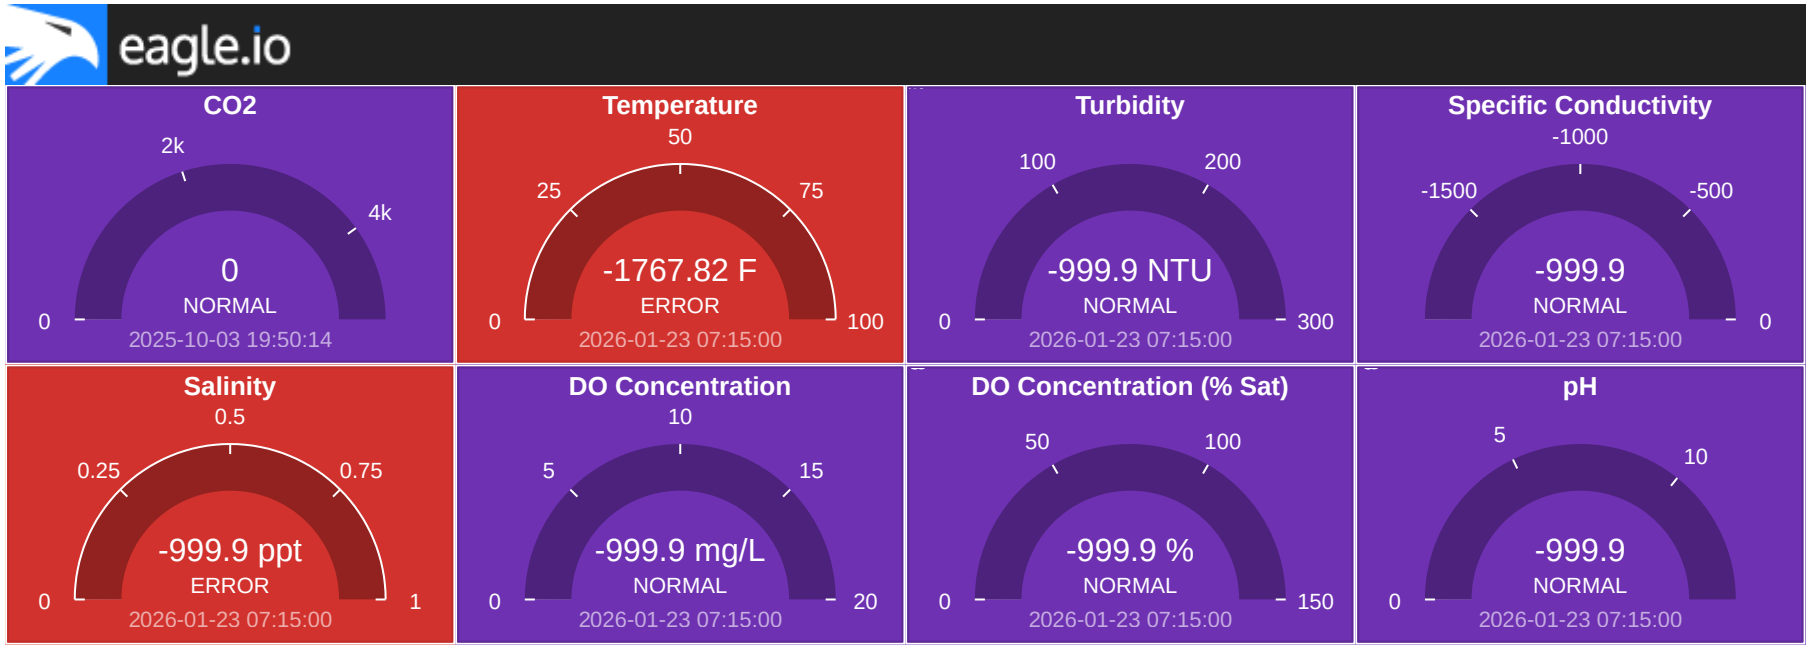 eagle.io
CO2
2k
4k
0
0
NORMAL
2025-10-03 19:50:14
Temperature
50
25
75
-1767.82 F
ERROR
0
100
2026-01-23 07:15:00
Turbidity
100
200
-999.9 NTU
NORMAL
0
300
2026-01-23 07:15:00
Specific Conductivity
-1000
-1500
-500
-999.9
NORMAL
0
2026-01-23 07:15:00
Salinity
0.5
0.25
0.75
-999.9 ppt
ERROR
0
1
2026-01-23 07:15:00
DO Concentration
10
5
15
-999.9 mg/L
NORMAL
0
20
2026-01-23 07:15:00
DO Concentration (% Sat)
50
100
-999.9 %
NORMAL
0
150
2026-01-23 07:15:00
pH
5
10
-999.9
NORMAL
0
2026-01-23 07:15:00